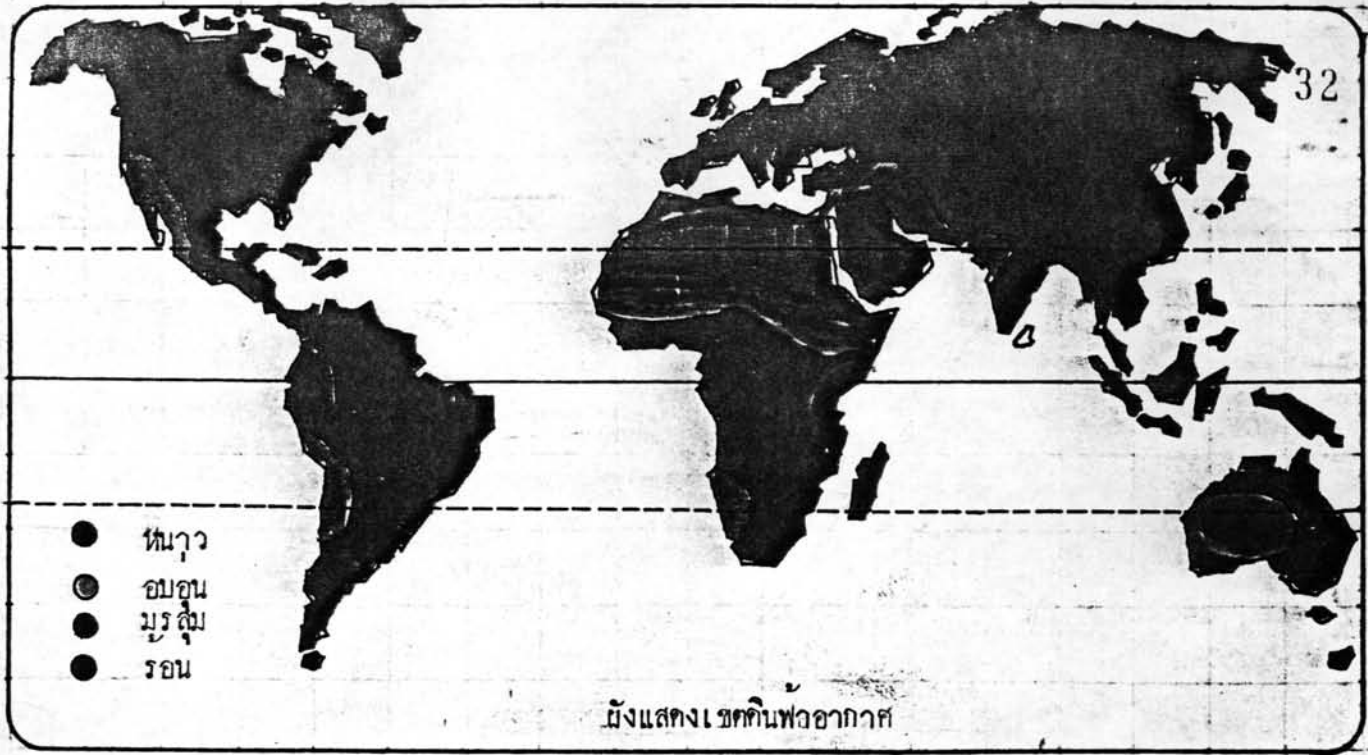 32
หนาว
อบอุ่น
มรสุม
ร้อน
ผังแสดงเขตดินฟ้าอากาศ